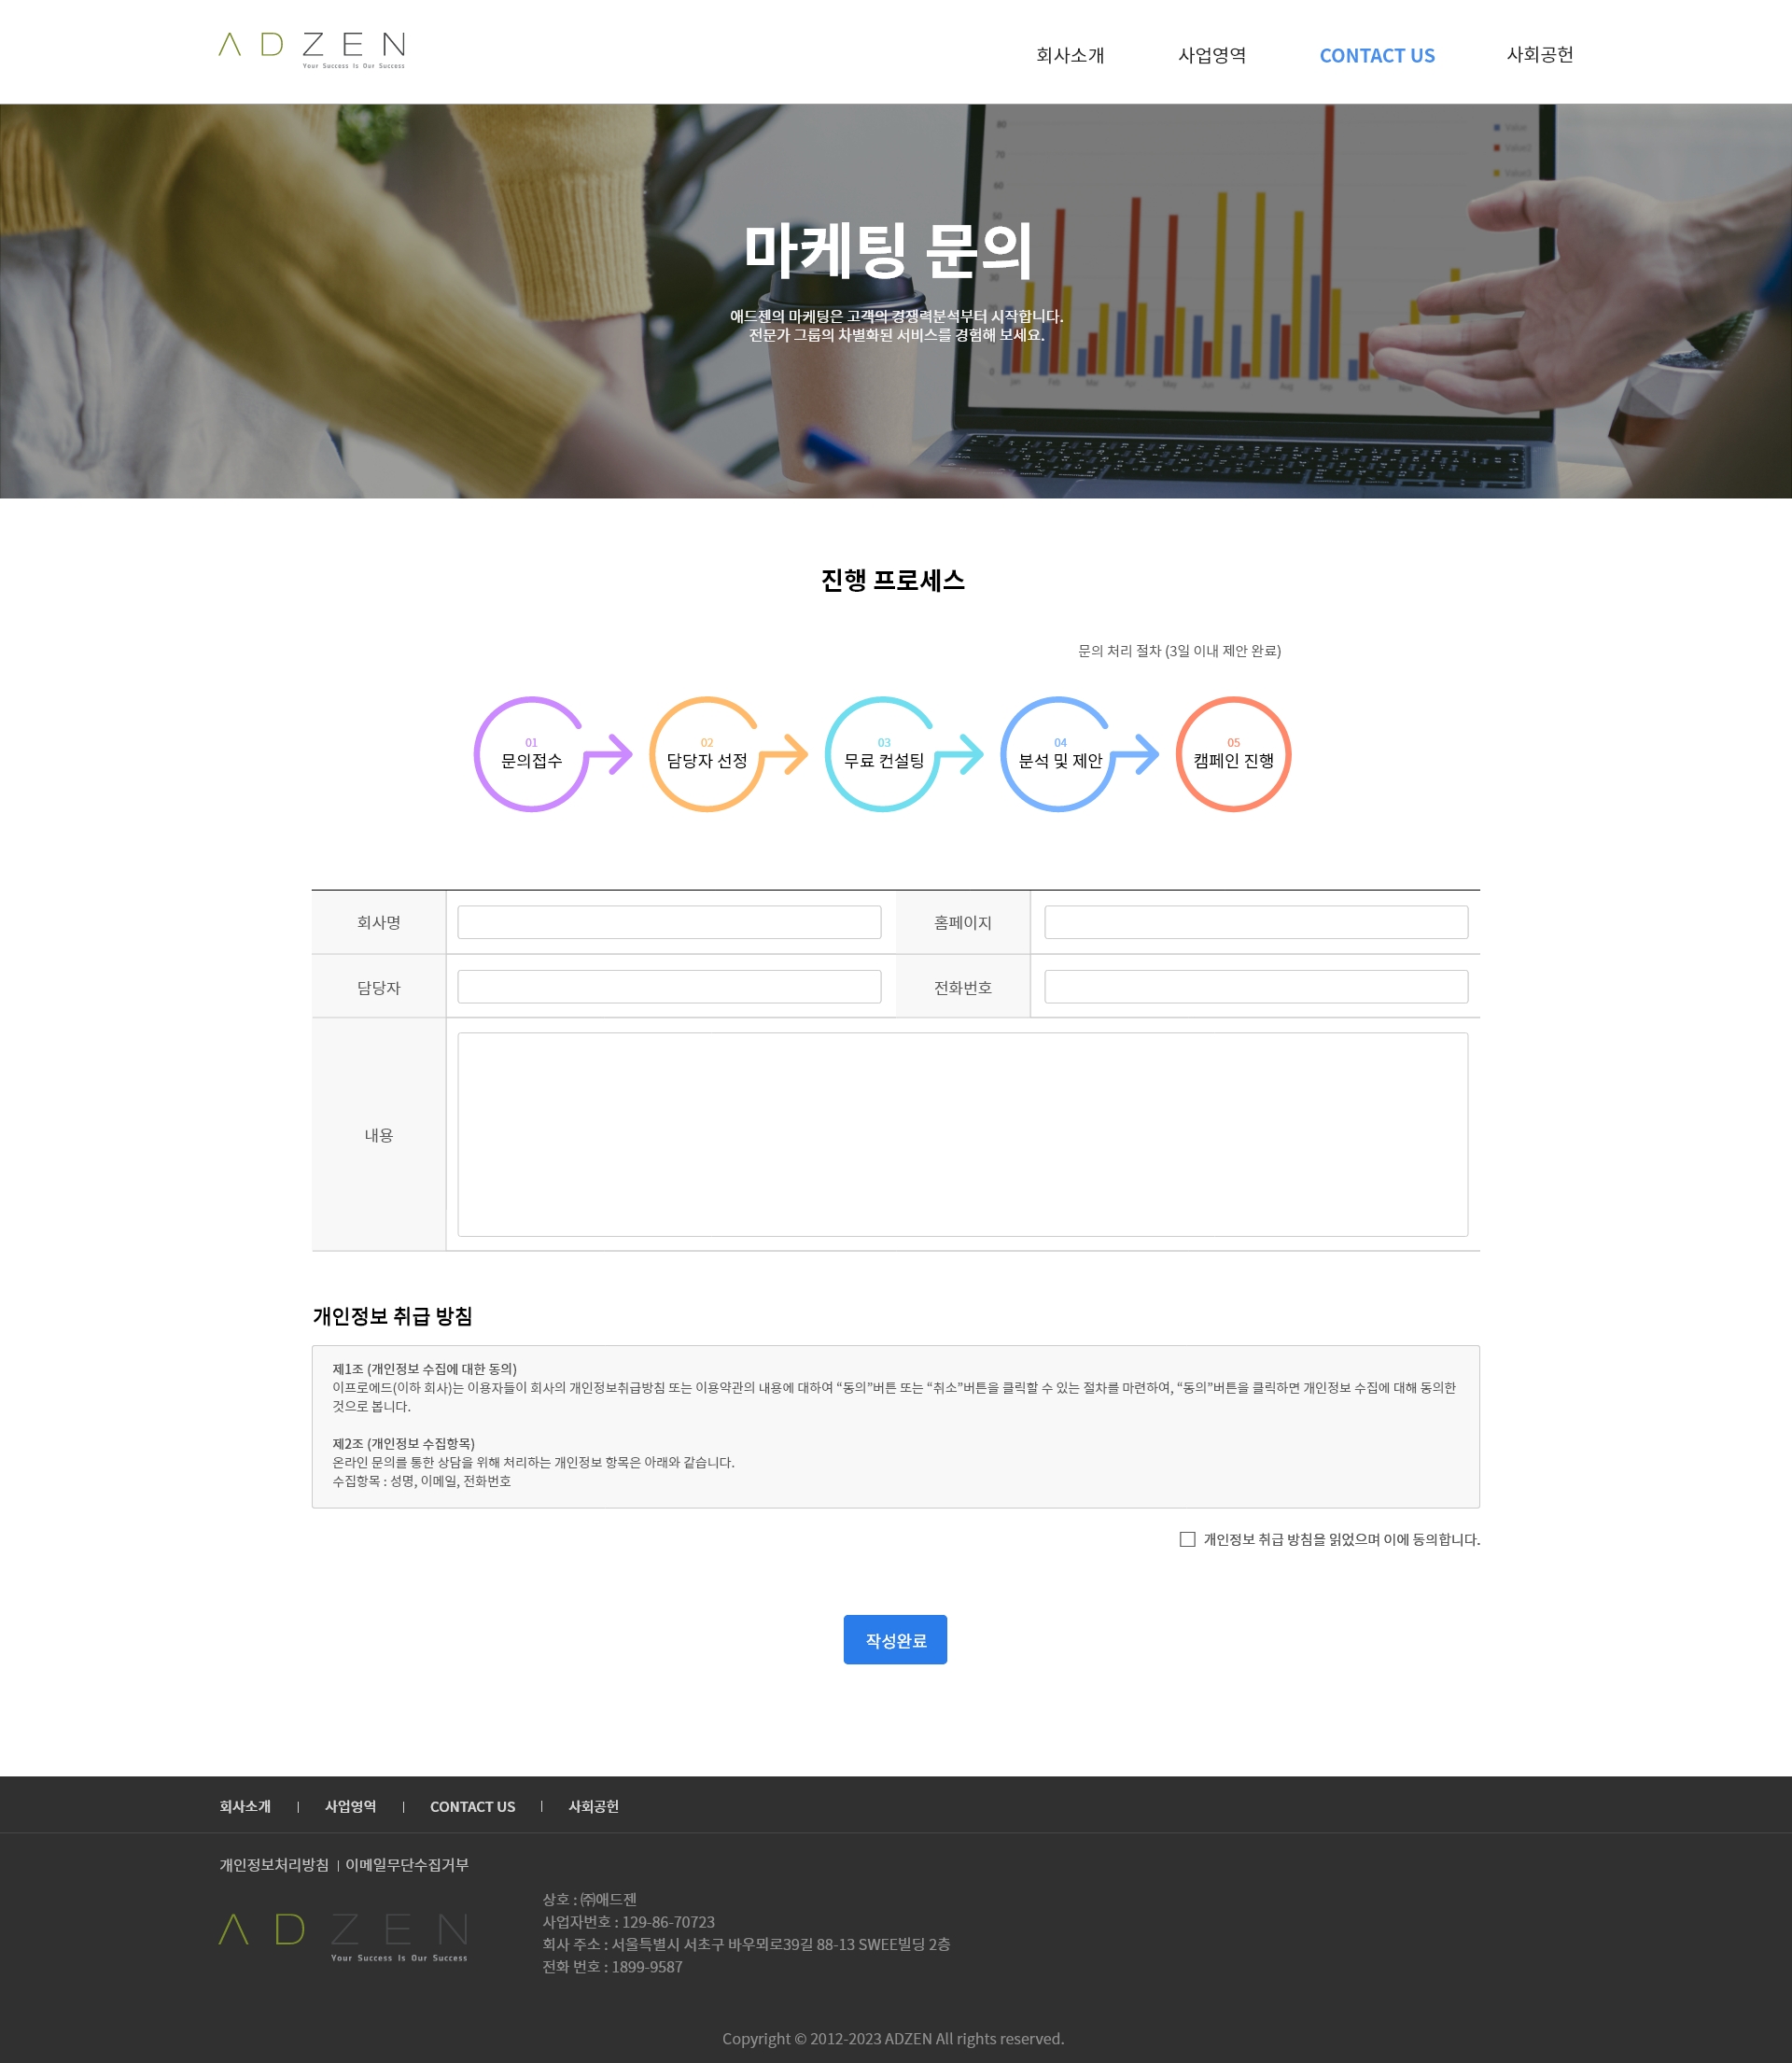 ADZEN
Your Success Is Our Success
회사소개
사업영역
CONTACT US
사회공헌
마케팅 문의
애드젠의 마케팅은 고객의 경쟁력분석부터 시작합니다.
전문가 그룹의 차별화된 서비스를 경험해 보세요.
진행 프로세스
문의 처리 절차 (3일 이내 제안 완료)
01
문의접수
02
담당자 선정
03
무료 컨설팅
04
분석 및 제안
05
캠페인 진행
회사명
홈페이지
담당자
전화번호
내용
개인정보 취급 방침
제1조 (개인정보 수집에 대한 동의)
이프로에드(이하 회사)는 이용자들이 회사의 개인정보취급방침 또는 이용약관의 내용에 대하여 “동의”버튼 또는 “취소”버튼을 클릭할 수 있는 절차를 마련하여, “동의”버튼을 클릭하면 개인정보 수집에 대해 동의한
것으로 봅니다.
제2조 (개인정보 수집항목)
온라인 문의를 통한 상담을 위해 처리하는 개인정보 항목은 아래와 같습니다.
수집항목 : 성명, 이메일, 전화번호
개인정보 취급 방침을 읽었으며 이에 동의합니다.
작성완료
회사소개 | 사업영역 | CONTACT US | 사회공헌
개인정보처리방침 | 이메일무단수집거부
ADZEN
Your Success Is Our Success
상호 : ㈜애드젠
사업자번호 : 129-86-70723
회사 주소 : 서울특별시 서초구 바우뫼로39길 88-13 SWEE빌딩 2층
전화 번호 : 1899-9587
Copyright © 2012-2023 ADZEN All rights reserved.